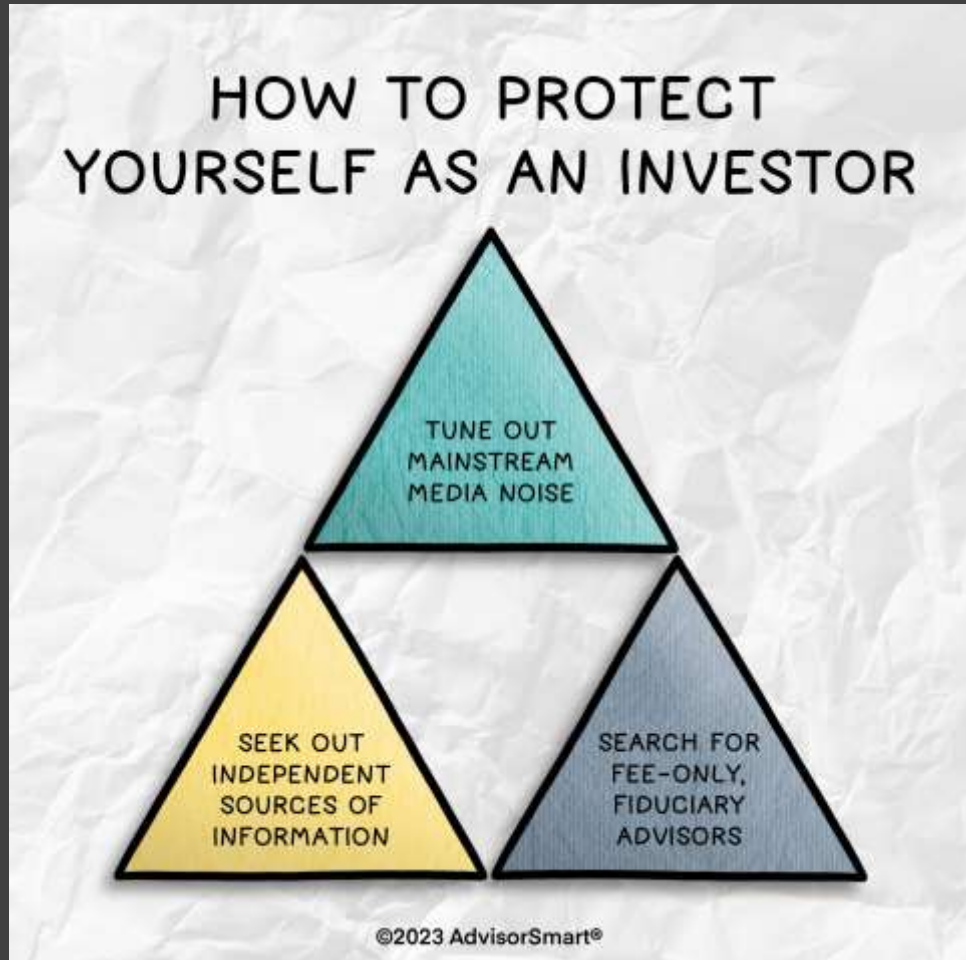 HOW TO PROTECT
YOURSELF AS AN INVESTOR
TUNE OUT
MAINSTREAM
MEDIA NOISE
SEEK OUT
INDEPENDENT
SOURCES OF
INFORMATION
SEARCH FOR
FEE-ONLY,
FIDUCIARY
ADVISORS
©2023 AdvisorSmart®